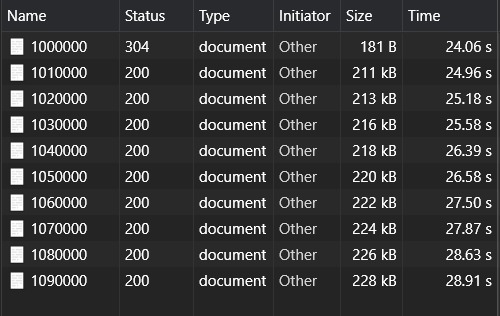 Name Status Type Initiator Size Time
1000000 304 document Other 181 B 24.06 s
1010000 200 document Other 211 kB 24.96 s
1020000 200 document Other 213 kB 25.18 s
1030000 200 document Other 216 kB 25.58 s
1040000 200 document Other 218 kB 26.39 s
1050000 200 document Other 220 kB 26.58 s
1060000 200 document Other 222 kB 27.50 s
1070000 200 document Other 224 kB 27.87 s
1080000 200 document Other 226 kB 28.63 s
1090000 200 document Other 228 kB 28.91 s